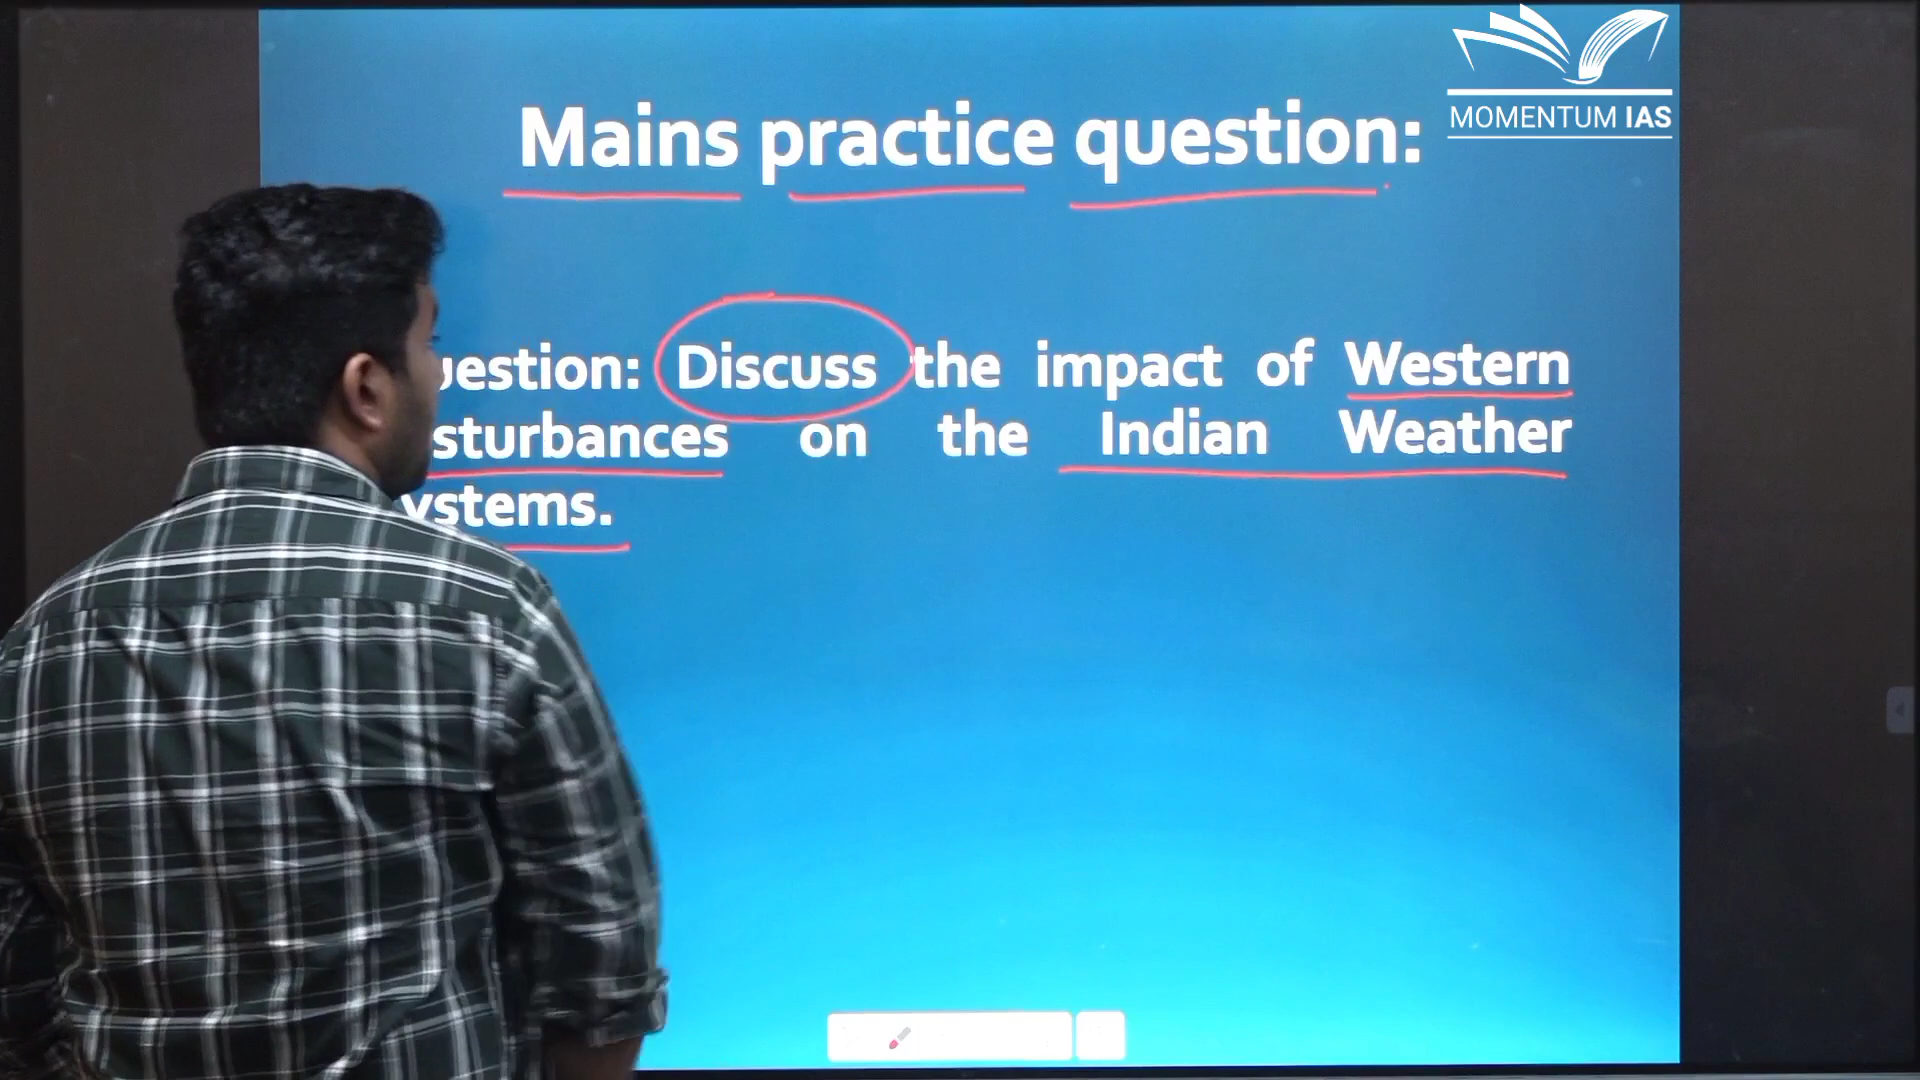 MOMENTUM IAS
Mains practice question:
uestion: Discuss the impact of Western
sturbances on the Indian Weather
ystems.